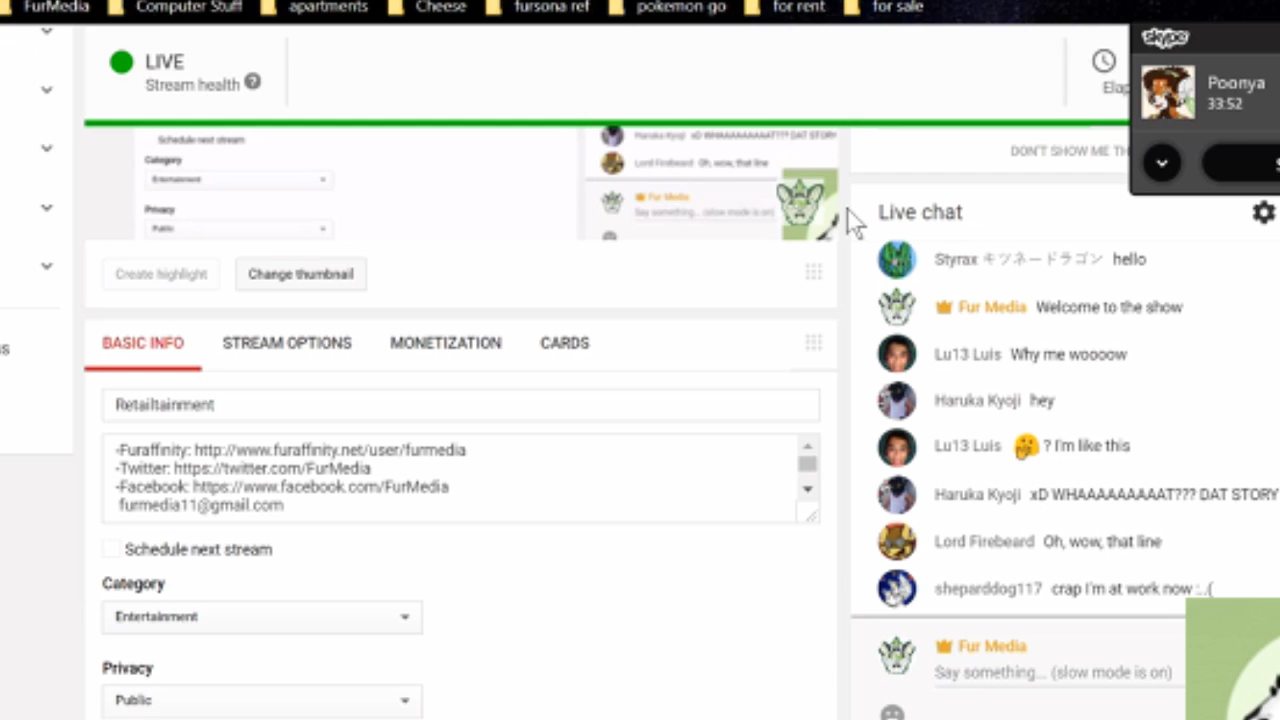 FurMedia Computer Stuff apartments Cheese fursona ref pokemon go for rent for sale
LIVE
Stream health ?
Elap
skype
Poonya
33:52
S
Schedule next stream
Category
Entertainment
Privacy
Public
Haruka Kyoji xD WHAAAAAAAAAT??? DAT STORY
Lord Firebeard Oh, wow, that line
Fur Media
Say something... (slow mode is on)
DON'T SHOW ME TH
Create highlight Change thumbnail
BASIC INFO STREAM OPTIONS MONETIZATION CARDS
Retailtainment
-Furaffinity: http://www.furaffinity.net/user/furmedia
-Twitter: https://twitter.com/FurMedia
-Facebook: https://www.facebook.com/FurMedia
furmedia11@gmail.com
Schedule next stream
Category
Entertainment
Privacy
Public
Live chat
Styrax キツネードラゴン hello
Fur Media Welcome to the show
Lu13 Luis Why me woooow
Haruka Kyoji hey
Lu13 Luis 🤔 ? I'm like this
Haruka Kyoji xD WHAAAAAAAAAT??? DAT STORY
Lord Firebeard Oh, wow, that line
sheparddog117 crap I'm at work now :..(
Fur Media
Say something... (slow mode is on)